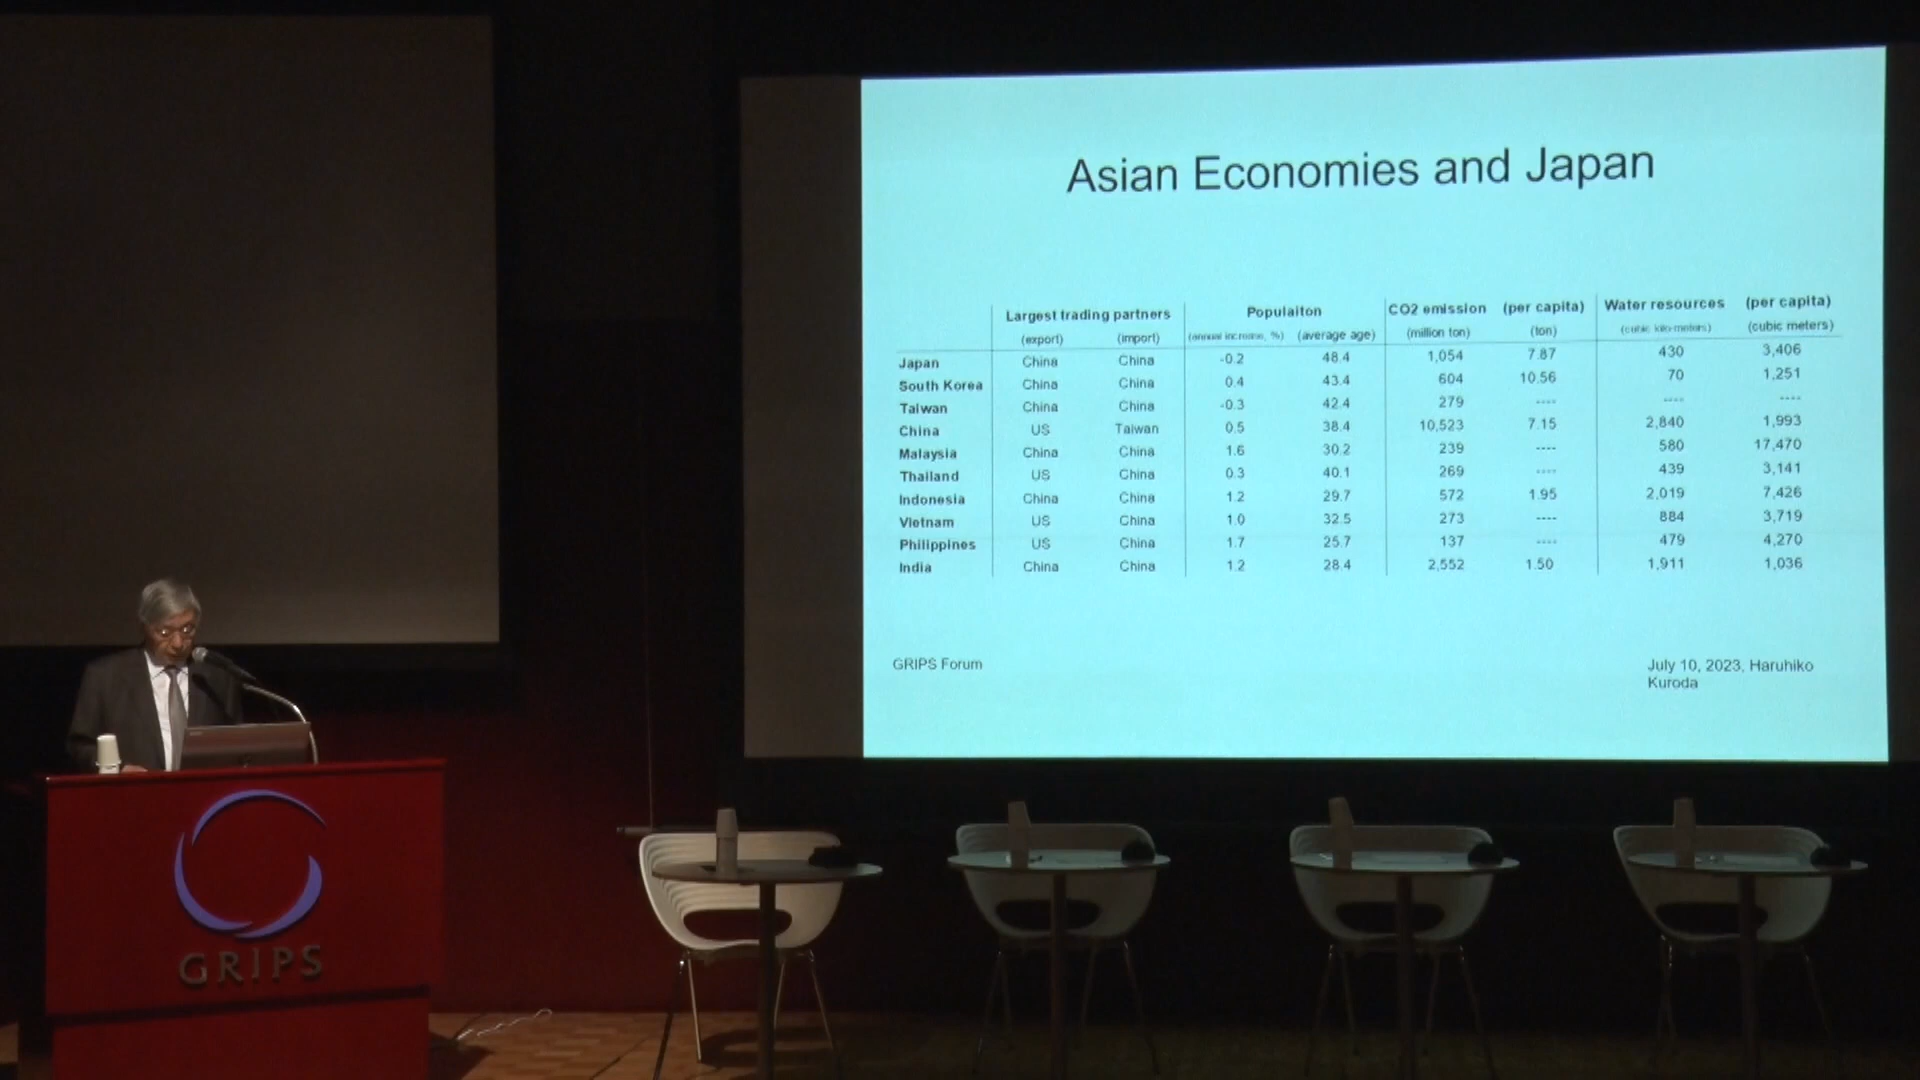 Asian Economies and Japan
Largest trading partners Populaiton CO2 emission (per capita) Water resources (per capita)
(export) (import) (annual increase, %) (average age) (million ton) (ton) (cubic kilo-meters) (cubic meters)
Japan China China -0.2 48.4 1,054 7.87 430 3,406
South Korea China China 0.4 43.4 604 10.56 70 1,251
Taiwan China China -0.3 42.4 279 ---- ---- ----
China US Taiwan 0.5 38.4 10,523 7.15 2,840 1,993
Malaysia China China 1.6 30.2 239 ---- 580 17,470
Thailand US China 0.3 40.1 269 ---- 439 3,141
Indonesia China China 1.2 29.7 572 1.95 2,019 7,426
Vietnam US China 1.0 32.5 273 ---- 884 3,719
Philippines US China 1.7 25.7 137 ---- 479 4,270
India China China 1.2 28.4 2,552 1.50 1,911 1,036
GRIPS Forum
July 10, 2023, Haruhiko
Kuroda
GRIPS